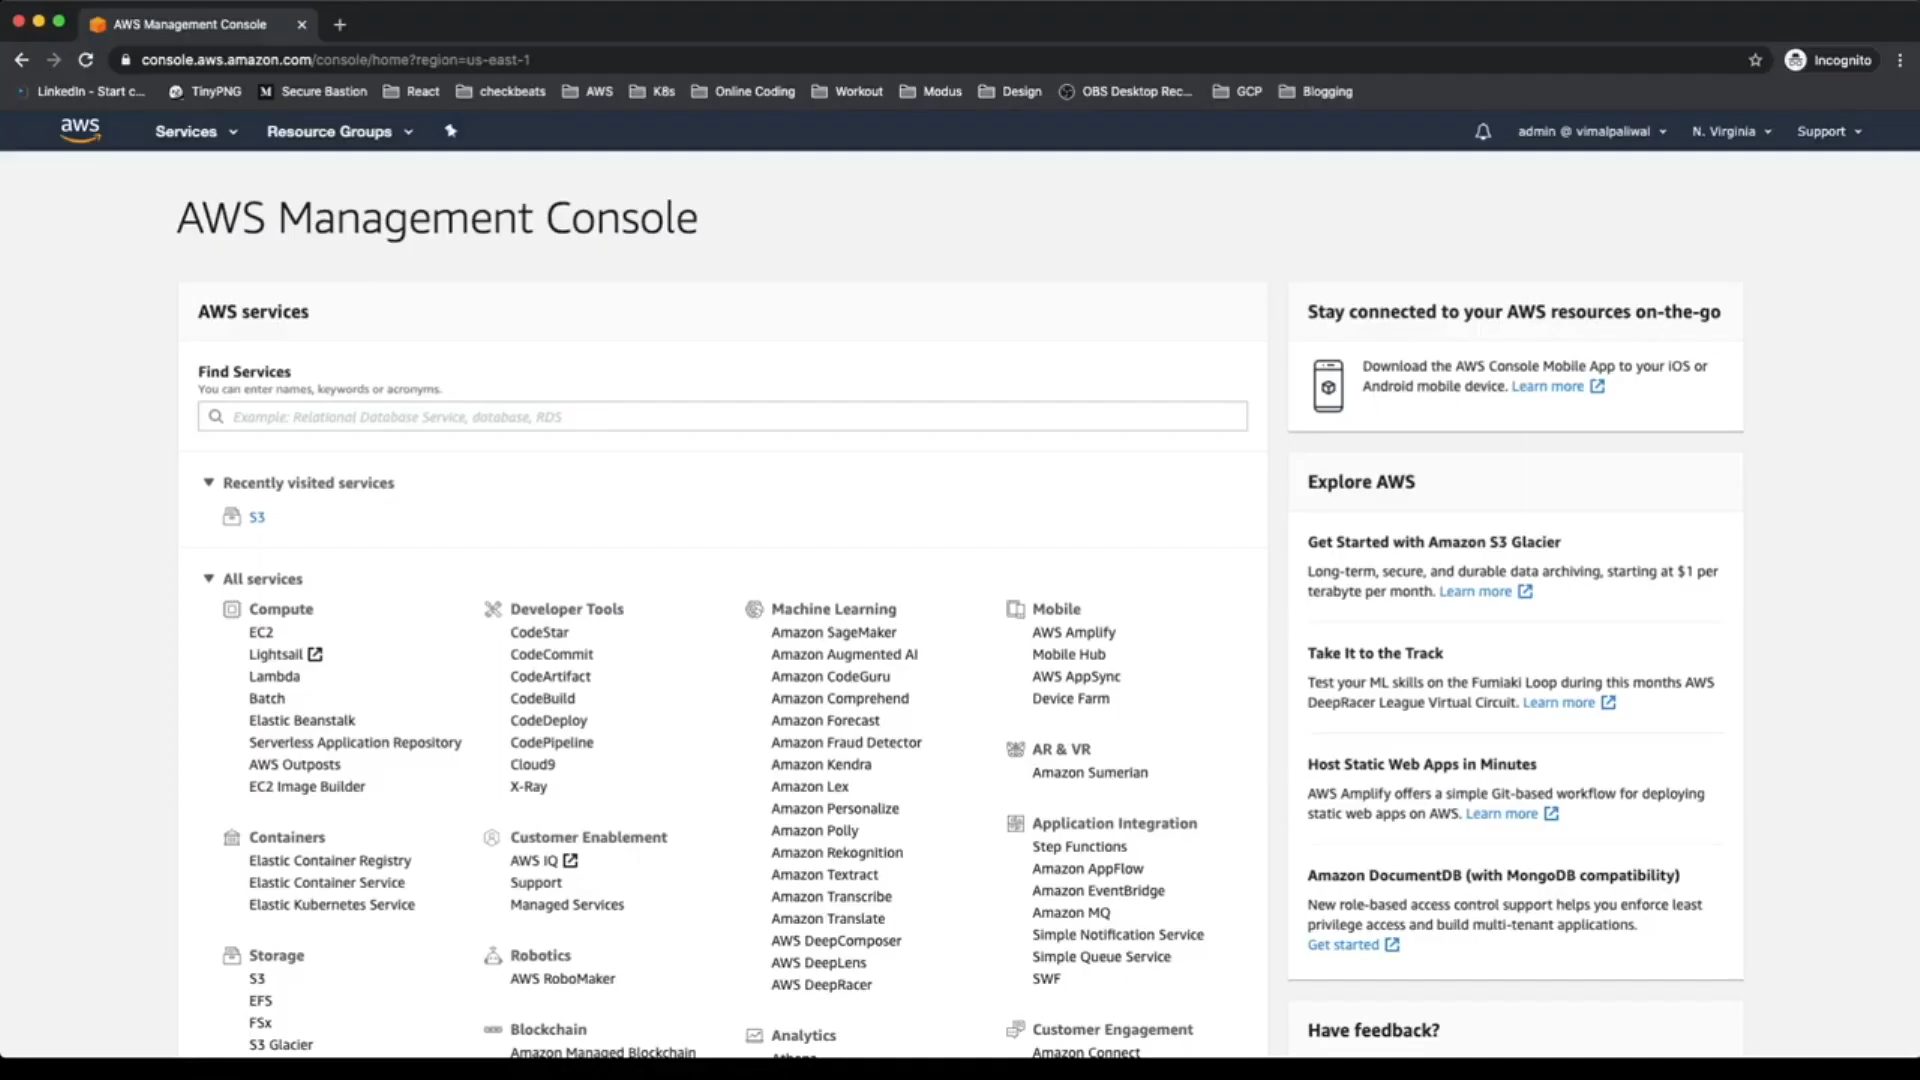 AWS Management Console
console.aws.amazon.com/console/home?region=us-east-1
Incognito
LinkedIn - Start c...
TinyPNG
Secure Bastion
React
checkbeats
AWS
K8s
Online Coding
Workout
Modus
Design
OBS Desktop Rec...
GCP
Blogging
aws
Services
Resource Groups
admin @ vimalpaliwal
N. Virginia
Support
AWS Management Console
AWS services
Find Services
You can enter names, keywords or acronyms.
Example: Relational Database Service, database, RDS
Recently visited services
S3
All services
Compute
EC2
Lightsail
Lambda
Batch
Elastic Beanstalk
Serverless Application Repository
AWS Outposts
EC2 Image Builder
Containers
Elastic Container Registry
Elastic Container Service
Elastic Kubernetes Service
Storage
S3
EFS
FSx
S3 Glacier
Developer Tools
CodeStar
CodeCommit
CodeArtifact
CodeBuild
CodeDeploy
CodePipeline
Cloud9
X-Ray
Customer Enablement
AWS IQ
Support
Managed Services
Robotics
AWS RoboMaker
Blockchain
Amazon Managed Blockchain
Machine Learning
Amazon SageMaker
Amazon Augmented AI
Amazon CodeGuru
Amazon Comprehend
Amazon Forecast
Amazon Fraud Detector
Amazon Kendra
Amazon Lex
Amazon Personalize
Amazon Polly
Amazon Rekognition
Amazon Textract
Amazon Transcribe
Amazon Translate
AWS DeepComposer
AWS DeepLens
AWS DeepRacer
Analytics
Mobile
AWS Amplify
Mobile Hub
AWS AppSync
Device Farm
AR & VR
Amazon Sumerian
Application Integration
Step Functions
Amazon AppFlow
Amazon EventBridge
Amazon MQ
Simple Notification Service
Simple Queue Service
SWF
Customer Engagement
Amazon Connect
Stay connected to your AWS resources on-the-go
Download the AWS Console Mobile App to your iOS or
Android mobile device. Learn more
Explore AWS
Get Started with Amazon S3 Glacier
Long-term, secure, and durable data archiving, starting at $1 per
terabyte per month. Learn more
Take It to the Track
Test your ML skills on the Fumiaki Loop during this months AWS
DeepRacer League Virtual Circuit. Learn more
Host Static Web Apps in Minutes
AWS Amplify offers a simple Git-based workflow for deploying
static web apps on AWS. Learn more
Amazon DocumentDB (with MongoDB compatibility)
New role-based access control support helps you enforce least
privilege access and build multi-tenant applications.
Get started
Have feedback?